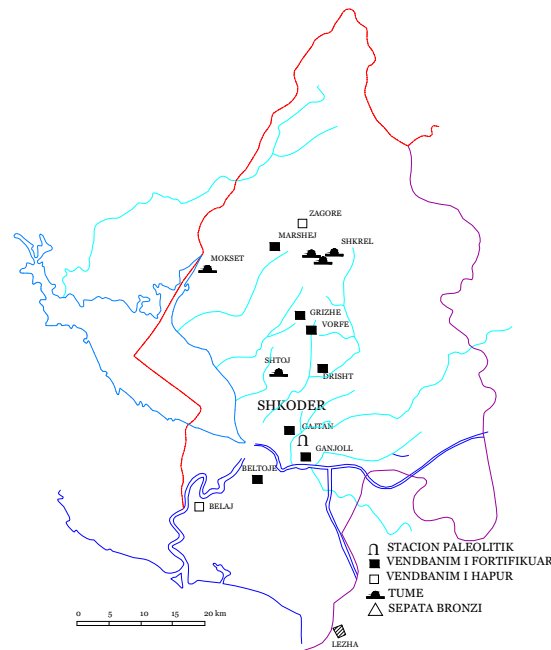 ZAGORE
MARSHEJ
SHKREL
MOKSET
GRIZHE
VORFE
SHTOJ
DRISHT
SHKODER
GAJTAN
GANJOLL
BELTOJE
BELAJ
STACION PALEOLITIK
VENDBANIM I FORTIFIKUAR
VENDBANIM I HAPUR
TUME
SEPATA BRONZI
0 5 10 15 20 km
LEZHA